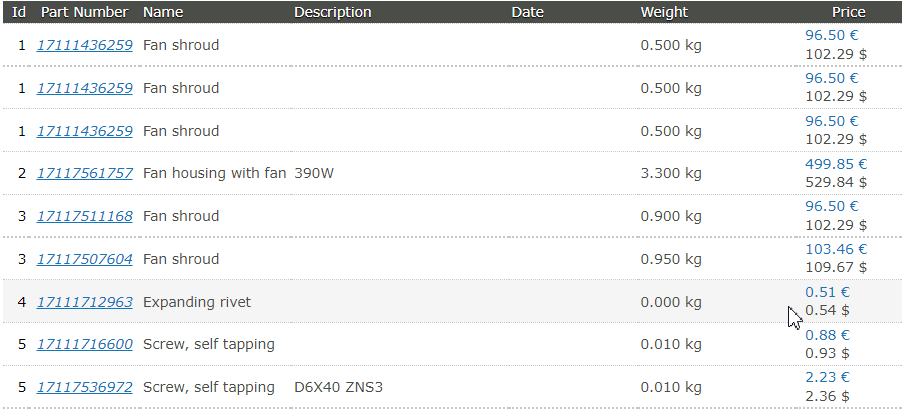 Id Part Number Name Description Date Weight Price
1 17111436259 Fan shroud 0.500 kg 96.50 €
102.29 $
1 17111436259 Fan shroud 0.500 kg 96.50 €
102.29 $
1 17111436259 Fan shroud 0.500 kg 96.50 €
102.29 $
2 17117561757 Fan housing with fan 390W 3.300 kg 499.85 €
529.84 $
3 17117511168 Fan shroud 0.900 kg 96.50 €
102.29 $
3 17117507604 Fan shroud 0.950 kg 103.46 €
109.67 $
4 17111712963 Expanding rivet 0.000 kg 0.51 €
0.54 $
5 17111716600 Screw, self tapping 0.010 kg 0.88 €
0.93 $
5 17117536972 Screw, self tapping D6X40 ZNS3 0.010 kg 2.23 €
2.36 $